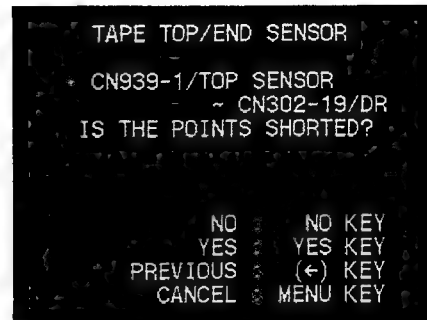 TAPE TOP/END SENSOR
* CN939-1/TOP SENSOR
~ CN302-19/DR
IS THE POINTS SHORTED?
NO : NO KEY
YES : YES KEY
PREVIOUS : (←) KEY
CANCEL : MENU KEY